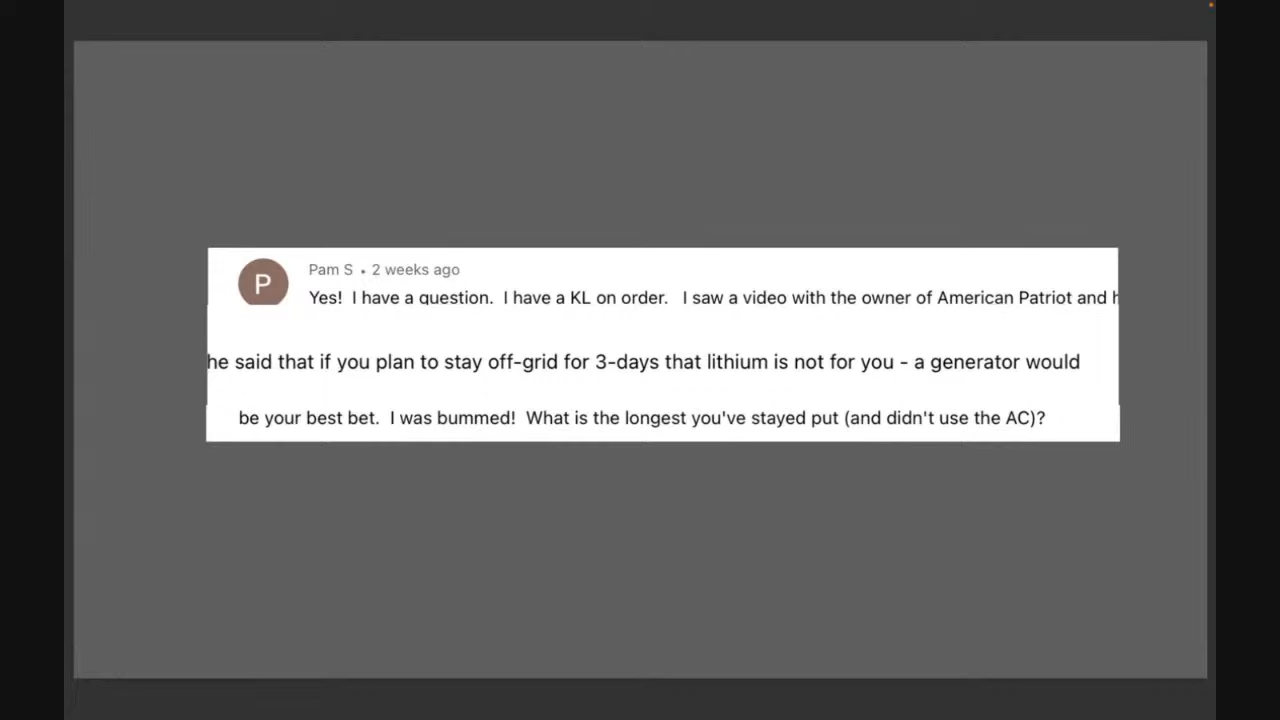 P
Pam S • 2 weeks ago
Yes! I have a question. I have a KL on order. I saw a video with the owner of American Patriot and h
he said that if you plan to stay off-grid for 3-days that lithium is not for you - a generator would
be your best bet. I was bummed! What is the longest you've stayed put (and didn't use the AC)?